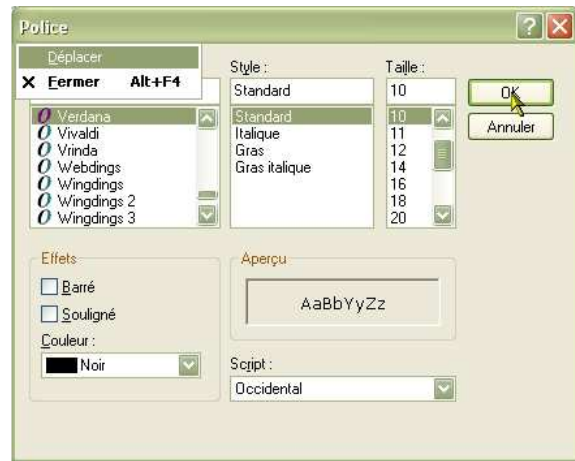 Police
Déplacer
Fermer Alt+F4
Style :
Taille :
Standard
10
OK
Annuler
Verdana
Vivaldi
Vrinda
Webdings
Wingdings
Wingdings 2
Wingdings 3
Standard
Italique
Gras
Gras italique
10
11
12
14
16
18
20
Effets
Barré
Souligné
Couleur :
Noir
Aperçu
AaBbYyZz
Script :
Occidental